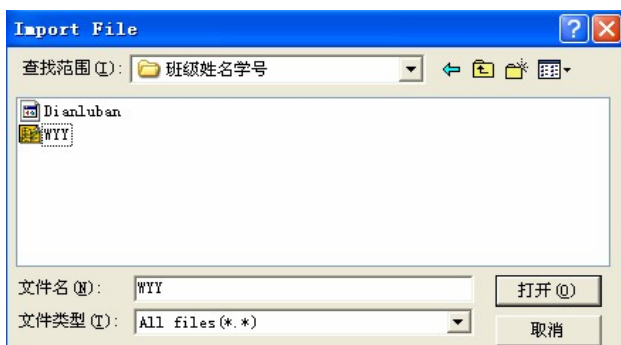 Import File
查找范围(I): 班级姓名学号
Dianluban
WYY
文件名(N): WYY 打开(O)
文件类型(T): All files(*.*) 取消